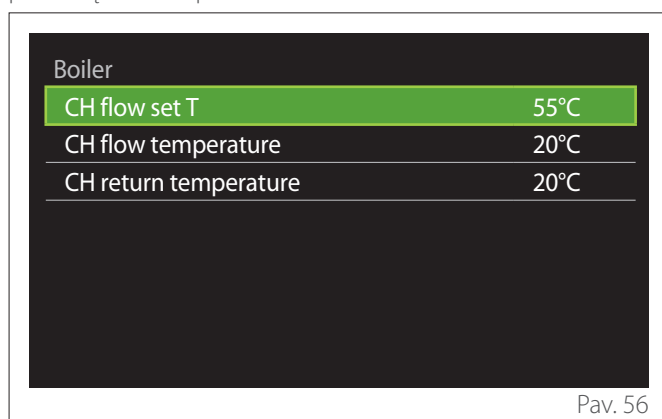 Boiler
CH flow set T 55°C
CH flow temperature 20°C
CH return temperature 20°C
Pav. 56